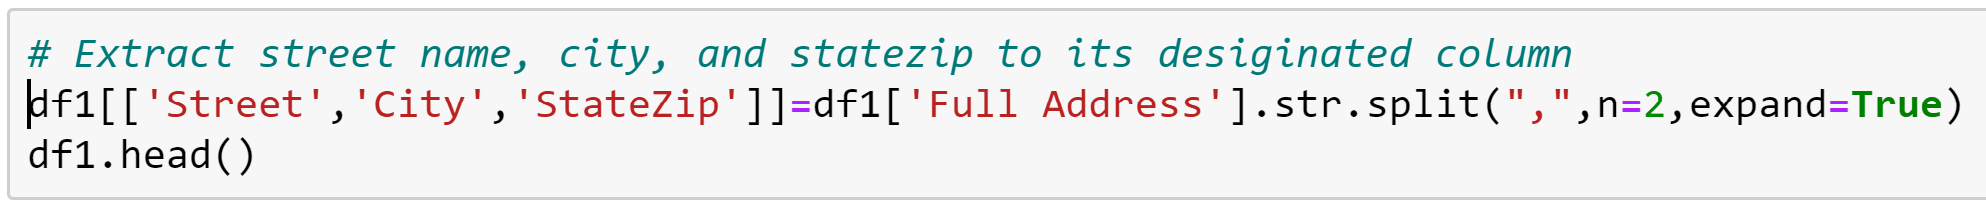 # Extract street name, city, and statezip to its desiginated column
df1[['Street','City','StateZip']]=df1['Full Address'].str.split(",",n=2,expand=True)
df1.head()